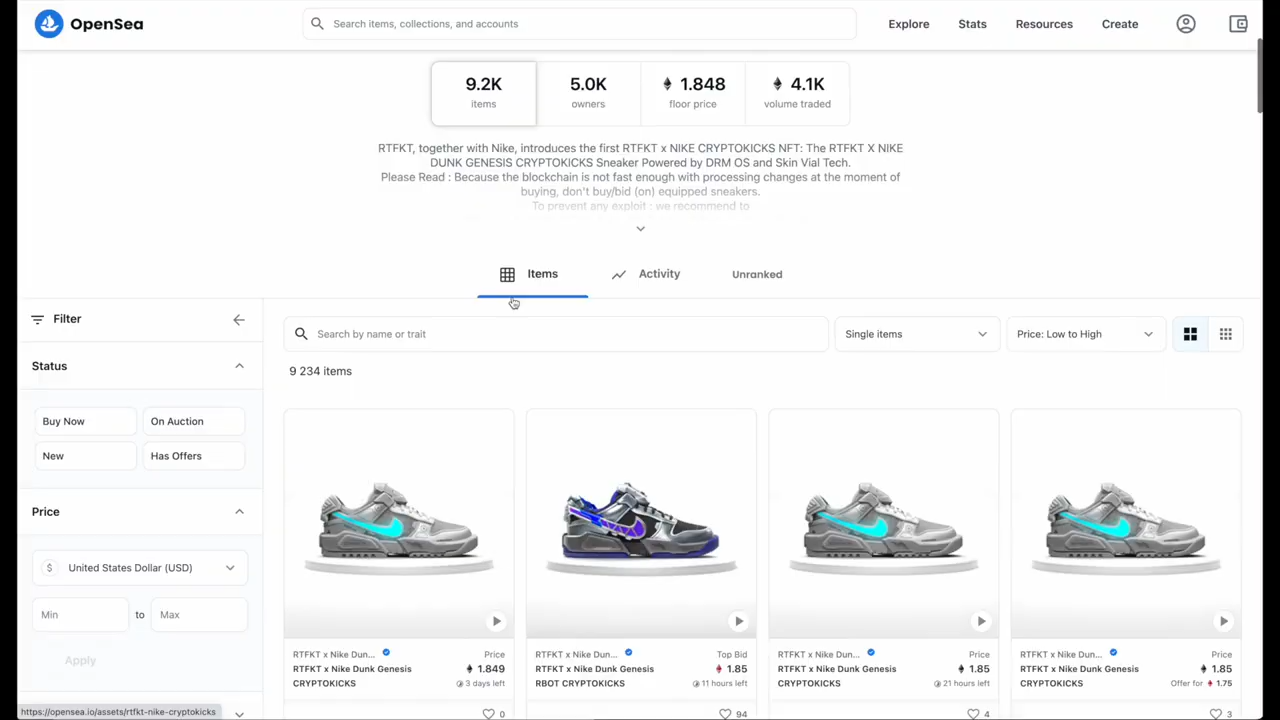 OpenSea
Search items, collections, and accounts
Explore
Stats
Resources
Create
9.2K
items
5.0K
owners
1.848
floor price
4.1K
volume traded
RTFKT, together with Nike, introduces the first RTFKT x NIKE CRYPTOKICKS NFT: The RTFKT X NIKE
DUNK GENESIS CRYPTOKICKS Sneaker Powered by DRM OS and Skin Vial Tech.
Please Read : Because the blockchain is not fast enough with processing changes at the moment of
buying, don't buy/bid (on) equipped sneakers.
To prevent any exploit : we recommend to
Items
Activity
Unranked
Filter
Search by name or trait
Single items
Price: Low to High
Status
9 234 items
Buy Now
On Auction
New
Has Offers
Price
$ United States Dollar (USD)
Min
to
Max
Apply
RTFKT x Nike Dun...
Price
RTFKT x Nike Dunk Genesis
1.849
CRYPTOKICKS
3 days left
0
RTFKT x Nike Dun...
Top Bid
RTFKT x Nike Dunk Genesis
1.85
RBOT CRYPTOKICKS
11 hours left
94
RTFKT x Nike Dun...
Price
RTFKT x Nike Dunk Genesis
1.85
CRYPTOKICKS
21 hours left
4
RTFKT x Nike Dun...
Price
RTFKT x Nike Dunk Genesis
1.85
CRYPTOKICKS
Offer for 1.75
3
https://opensea.io/assets/rtfkt-nike-cryptokicks